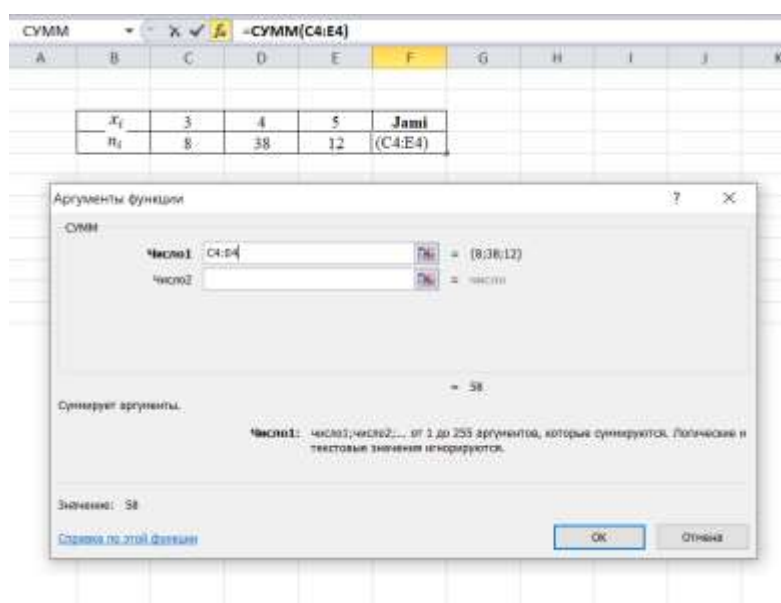 СУММ =СУММ(C4:E4)
A B C D E F G H I J K
xi 3 4 5 Jami
ni 8 38 12 (C4:E4)
Аргументы функции ? ×
СУММ
Число1 C4:E4 = {8;38;12}
Число2 = число
= 58
Суммирует аргументы.
Число1: число1;число2;... от 1 до 255 аргументов, которые суммируются. Логические и
текстовые значения игнорируются.
Значение: 58
Справка по этой функции ОК Отмена